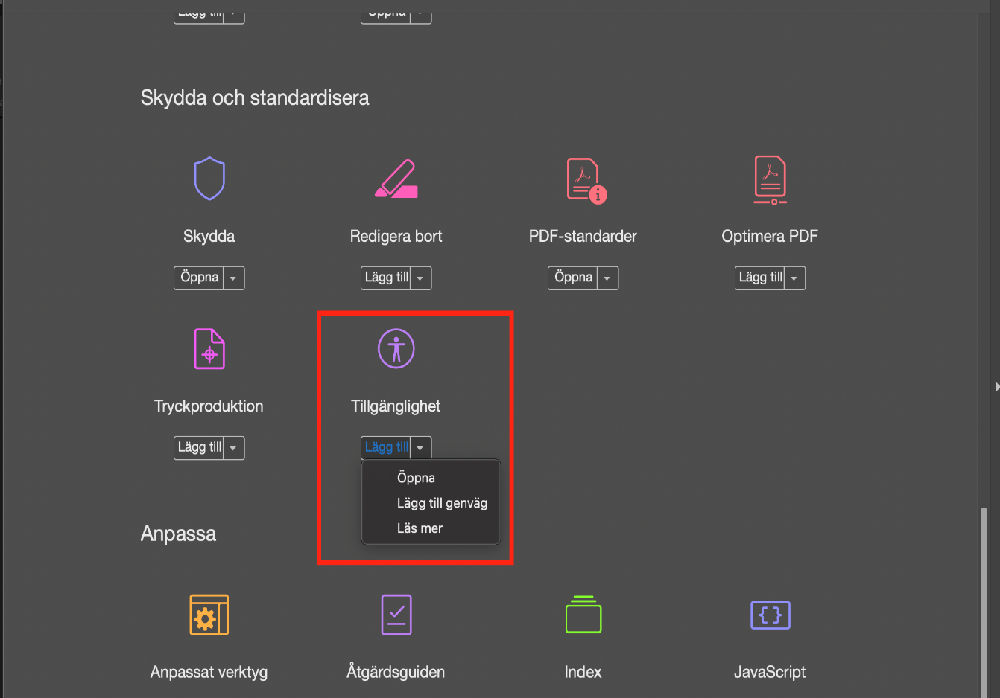 Lägg till
Öppna
Skydda och standardisera
Skydda
Redigera bort
PDF-standarder
Optimera PDF
Öppna
Lägg till
Öppna
Lägg till
Tryckproduktion
Tillgänglighet
Lägg till
Lägg till
Öppna
Lägg till genväg
Läs mer
Anpassa
Anpassat verktyg
Åtgärdsguiden
Index
JavaScript